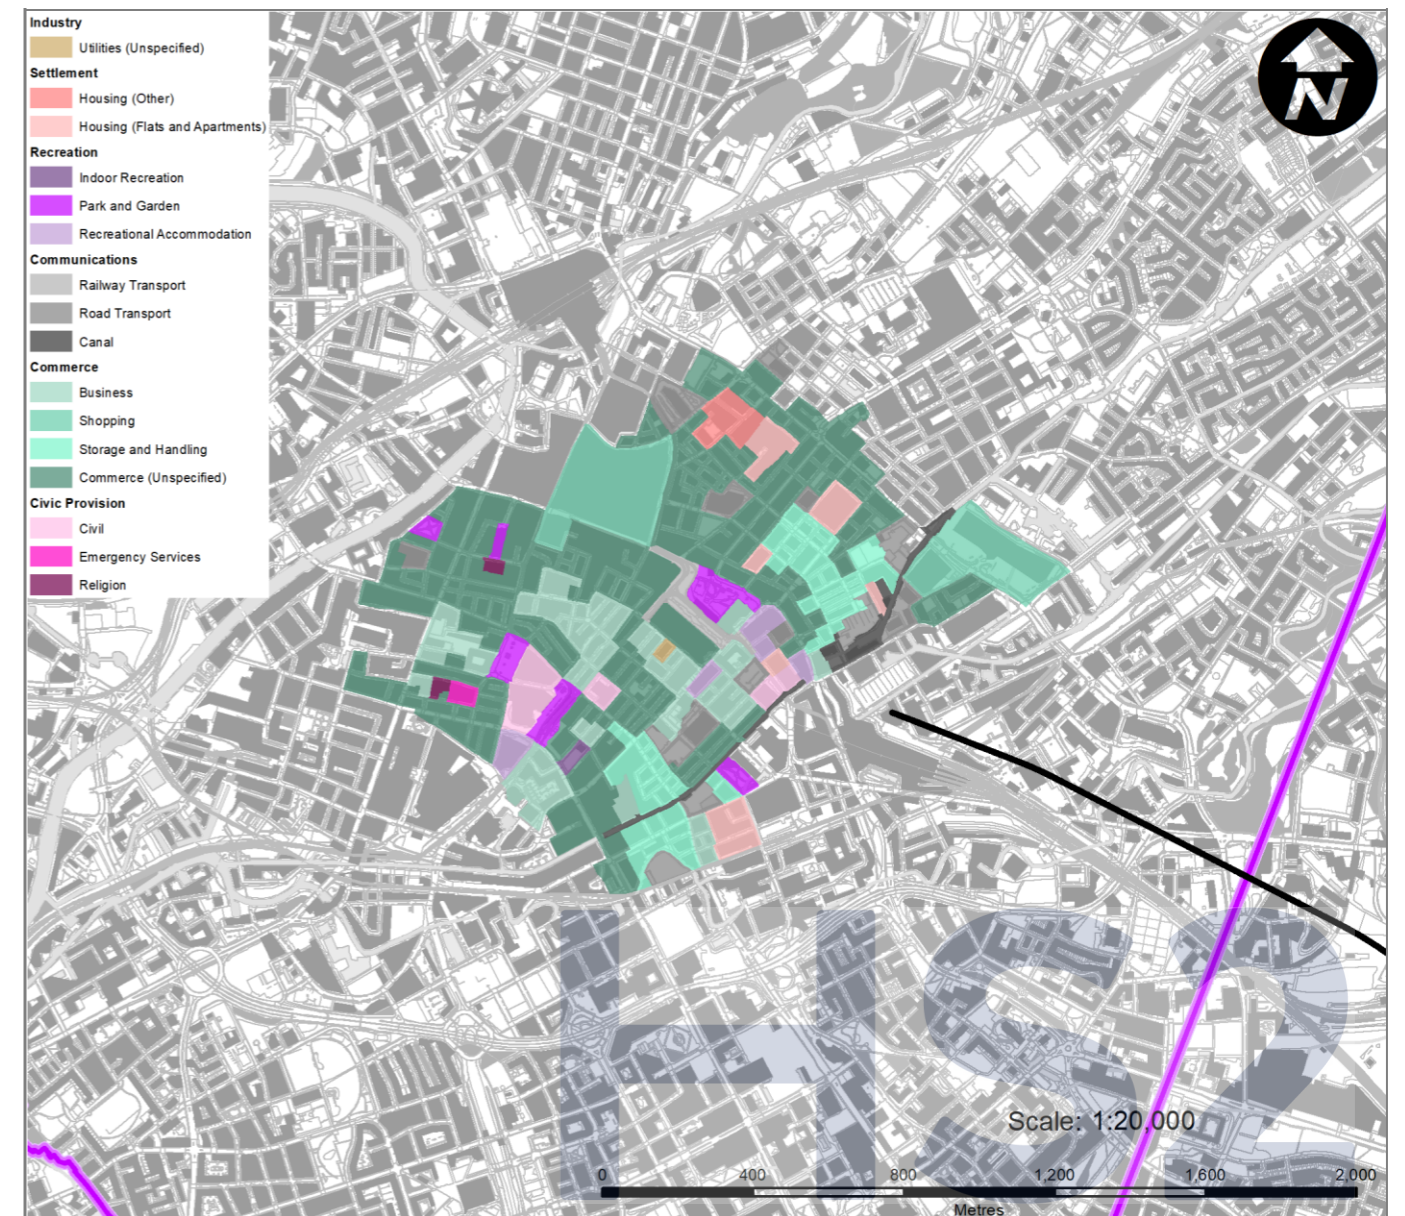 Industry
Utilities (Unspecified)
Settlement
Housing (Other)
Housing (Flats and Apartments)
Recreation
Indoor Recreation
Park and Garden
Recreational Accommodation
Communications
Railway Transport
Road Transport
Canal
Commerce
Business
Shopping
Storage and Handling
Commerce (Unspecified)
Civic Provision
Civil
Emergency Services
Religion
N
HS2
Scale: 1:20,000
0 400 800 1,200 1,600 2,000
Metres